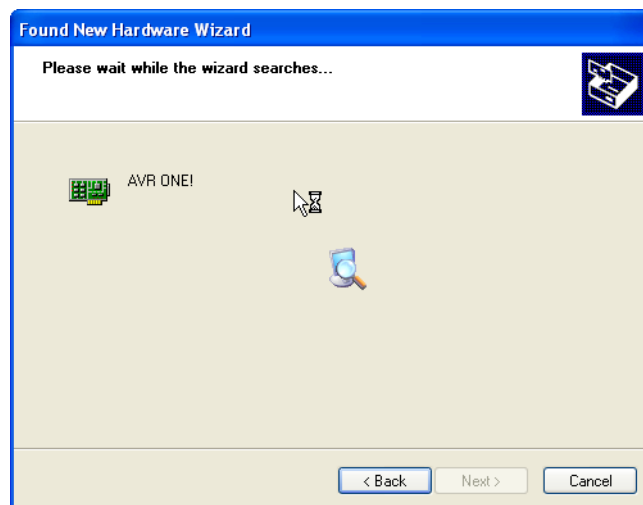 Found New Hardware Wizard
Please wait while the wizard searches...
AVR ONE!
< Back
Next >
Cancel